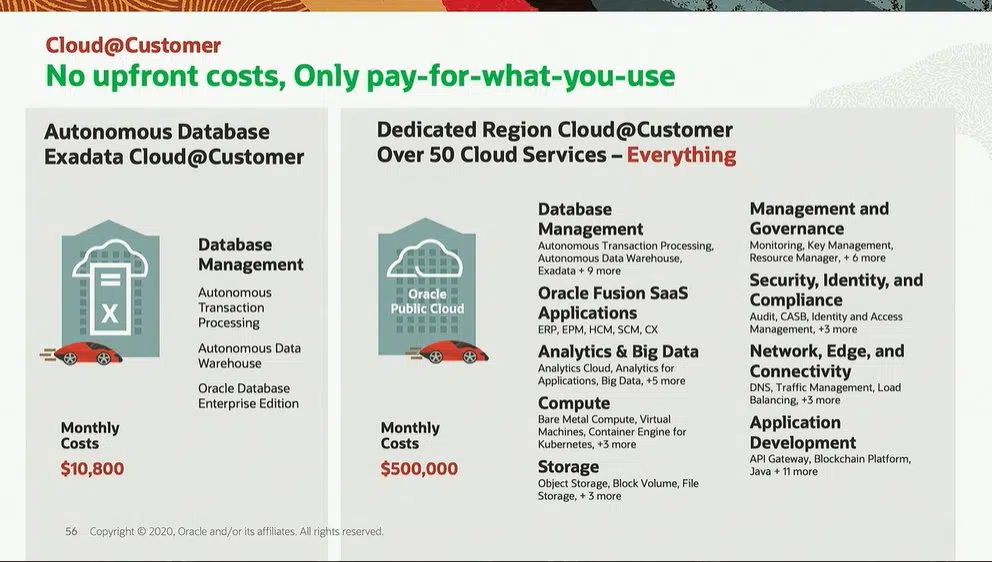 Cloud@Customer
No upfront costs, Only pay-for-what-you-use
Autonomous Database
Exadata Cloud@Customer
X
Database
Management
Autonomous
Transaction
Processing
Autonomous Data
Warehouse
Oracle Database
Enterprise Edition
Monthly
Costs
$10,800
Dedicated Region Cloud@Customer
Over 50 Cloud Services – Everything
Oracle
Public Cloud
Monthly
Costs
$500,000
Database
Management
Autonomous Transaction Processing,
Autonomous Data Warehouse,
Exadata + 9 more
Oracle Fusion SaaS
Applications
ERP, EPM, HCM, SCM, CX
Analytics & Big Data
Analytics Cloud, Analytics for
Applications, Big Data, +5 more
Compute
Bare Metal Compute, Virtual
Machines, Container Engine for
Kubernetes, +3 more
Storage
Object Storage, Block Volume, File
Storage, + 3 more
Management and
Governance
Monitoring, Key Management,
Resource Manager, + 6 more
Security, Identity, and
Compliance
Audit, CASB, Identity and Access
Management, +3 more
Network, Edge, and
Connectivity
DNS, Traffic Management, Load
Balancing, +3 more
Application
Development
API Gateway, Blockchain Platform,
Java + 11 more
56 Copyright © 2020, Oracle and/or its affiliates. All rights reserved.